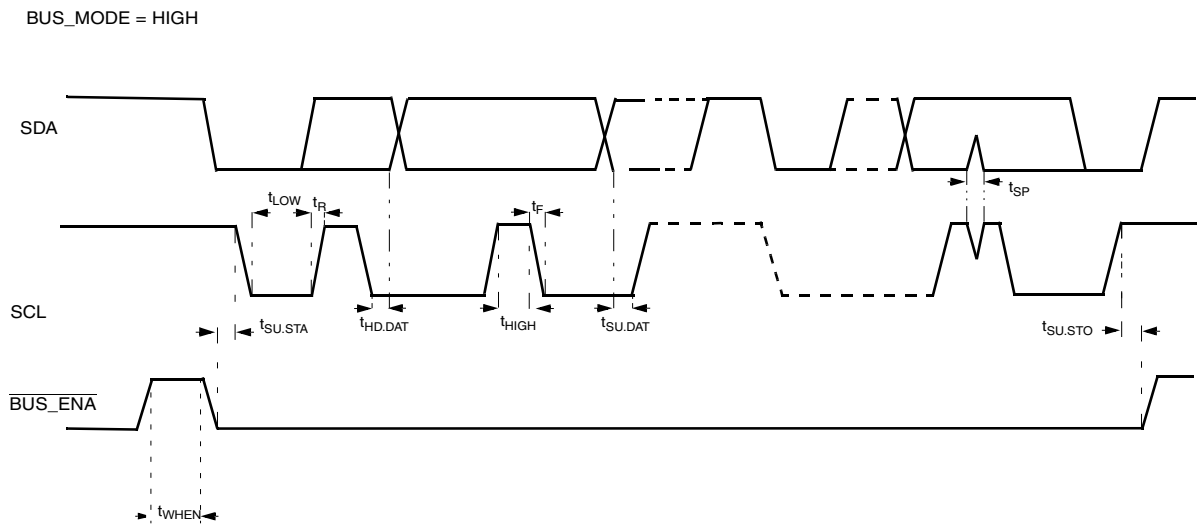 BUS_MODE = HIGH
SDA
tSP
tLOW
tR
tF
SCL
tSU.STA
tHD.DAT
tHIGH
tSU.DAT
tSU.STO
BUS_ENA
tWHEN